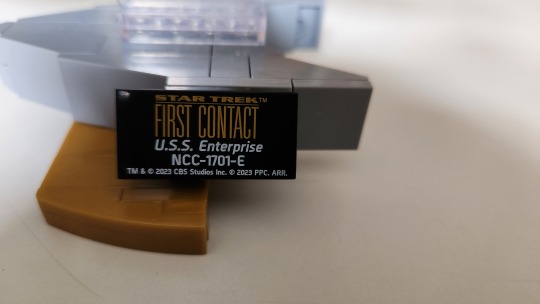 STAR TREK™
FIRST CONTACT
U.S.S. Enterprise
NCC-1701-E
TM & © 2023 CBS Studios Inc. © 2023 PPC. ARR.